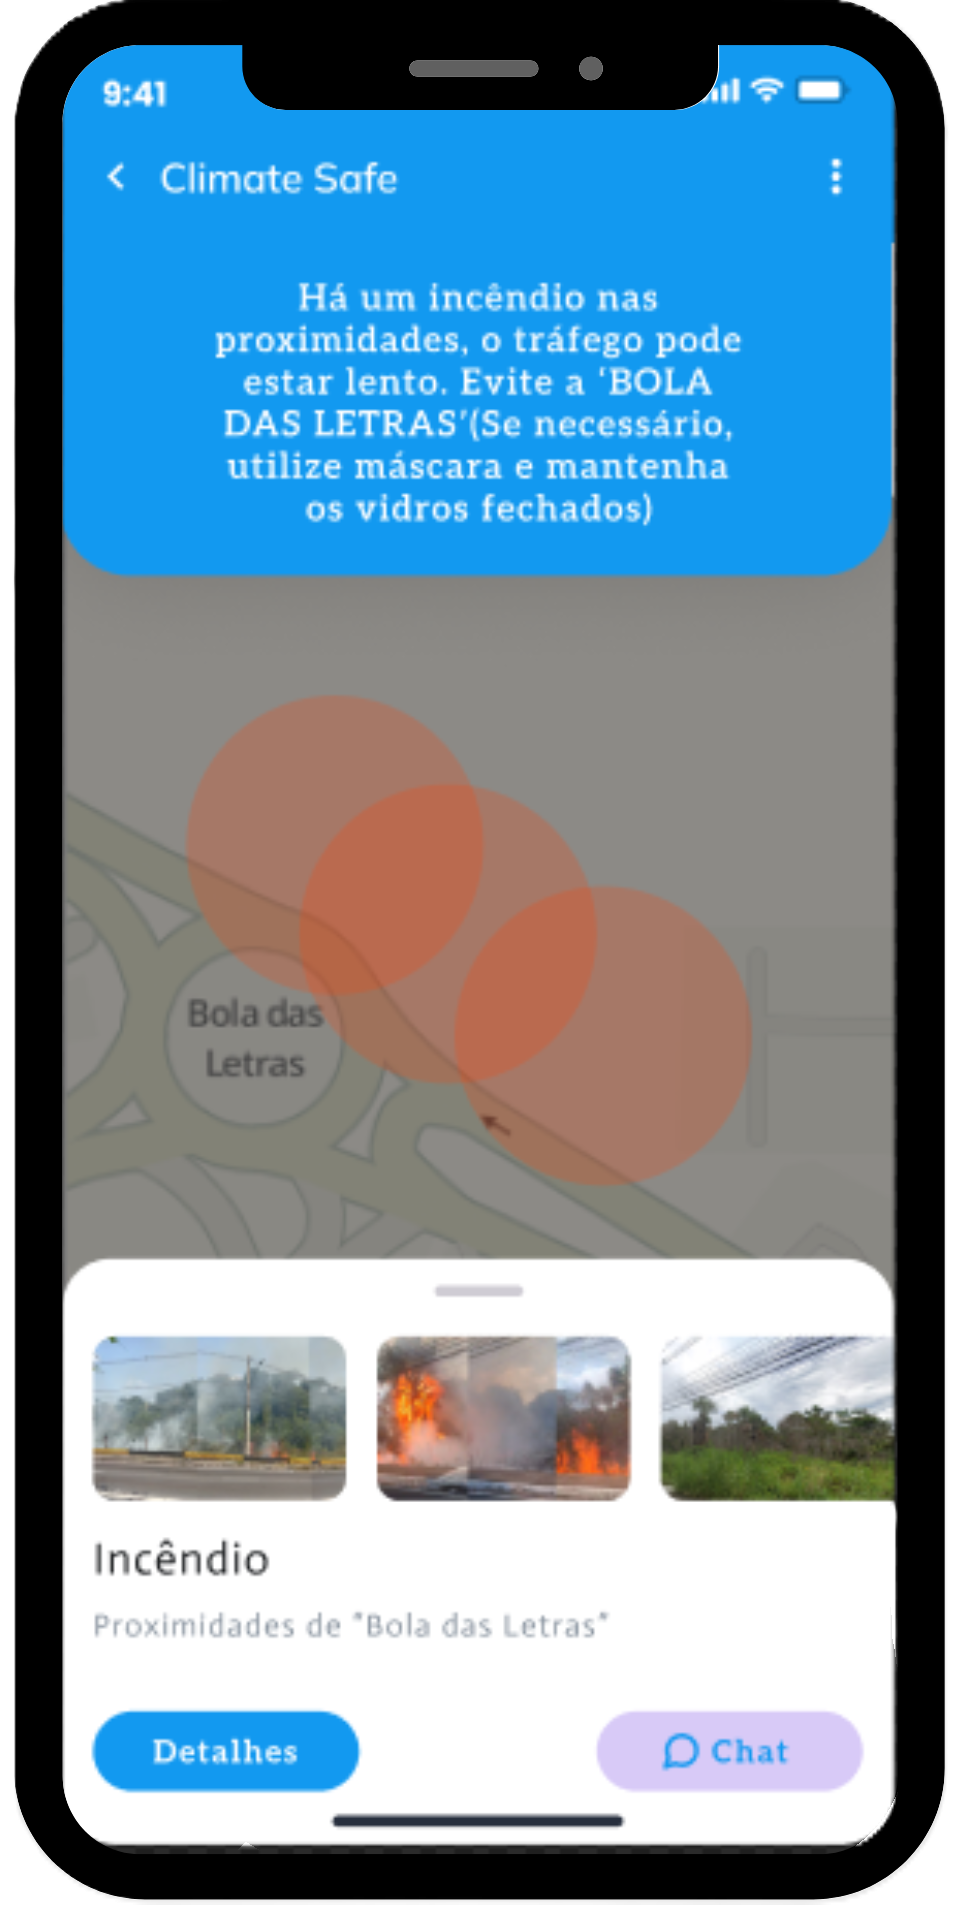 9:41
Climate Safe
Há um incêndio nas
proximidades, o tráfego pode
estar lento. Evite a ‘BOLA
DAS LETRAS’(Se necessário,
utilize máscara e mantenha
os vidros fechados)
Bola das
Letras
Incêndio
Proximidades de "Bola das Letras"
Detalhes
Chat